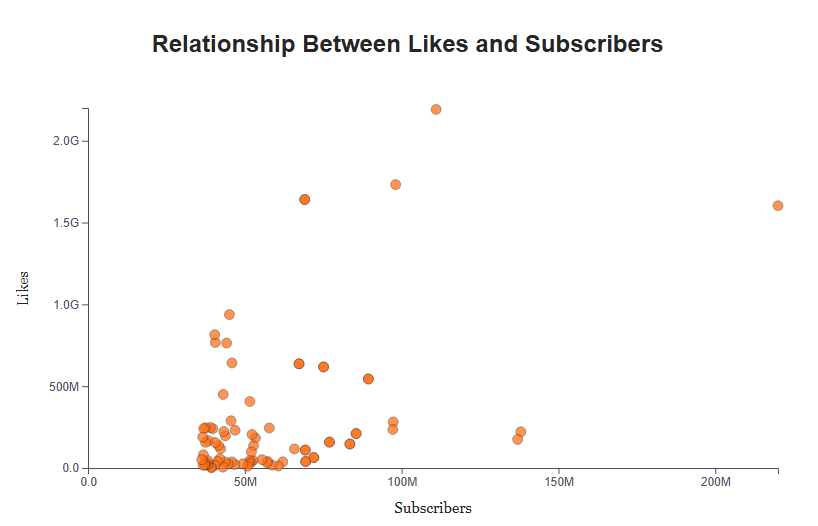 Relationship Between Likes and Subscribers
2.0G
1.5G
1.0G
500M
0.0
Likes
0.0 50M 100M 150M 200M
Subscribers